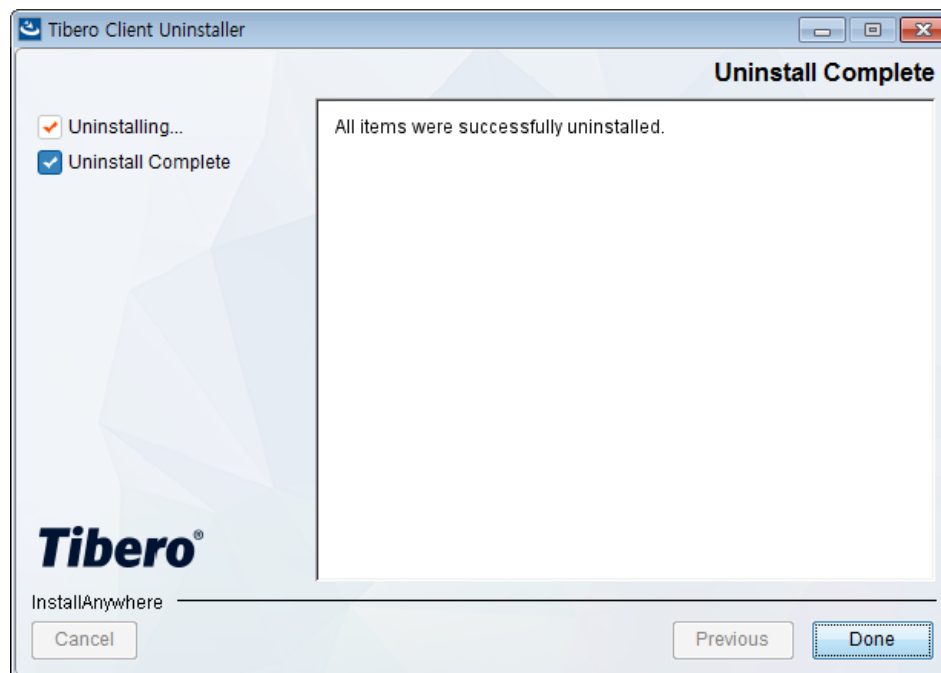 Tibero Client Uninstaller
Uninstall Complete
Uninstalling...
Uninstall Complete
All items were successfully uninstalled.
Tibero®
InstallAnywhere
Cancel
Previous
Done